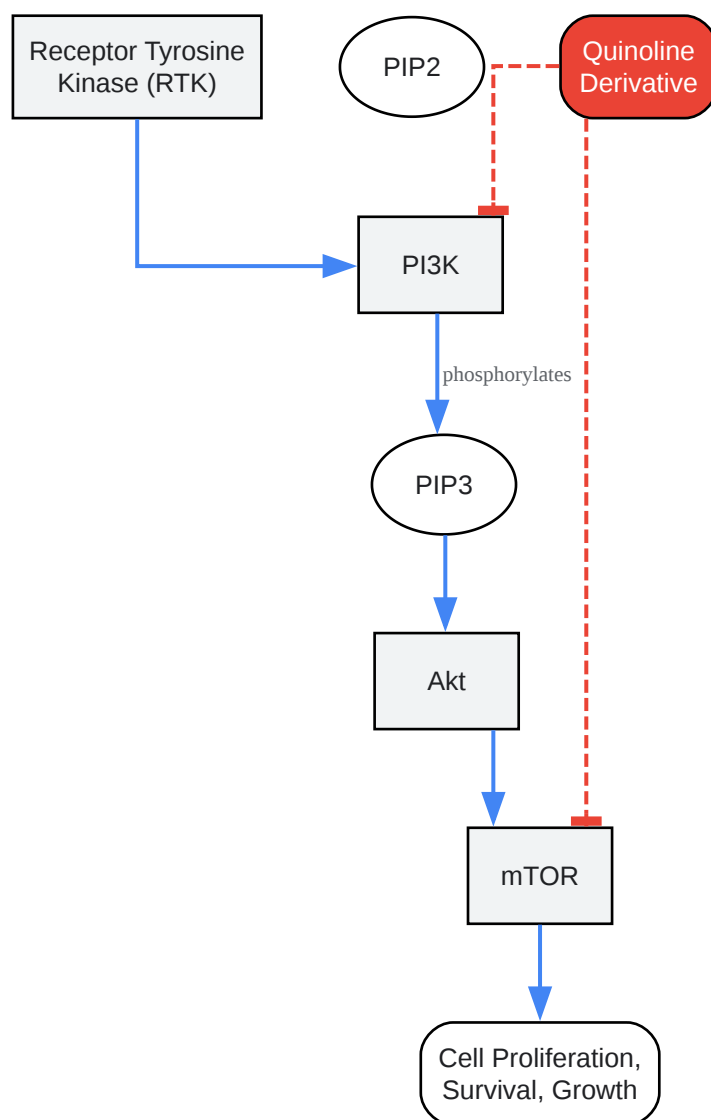 Receptor Tyrosine
Kinase (RTK)
PIP2
Quinoline
Derivative
PI3K
phosphorylates
PIP3
Akt
mTOR
Cell Proliferation,
Survival, Growth